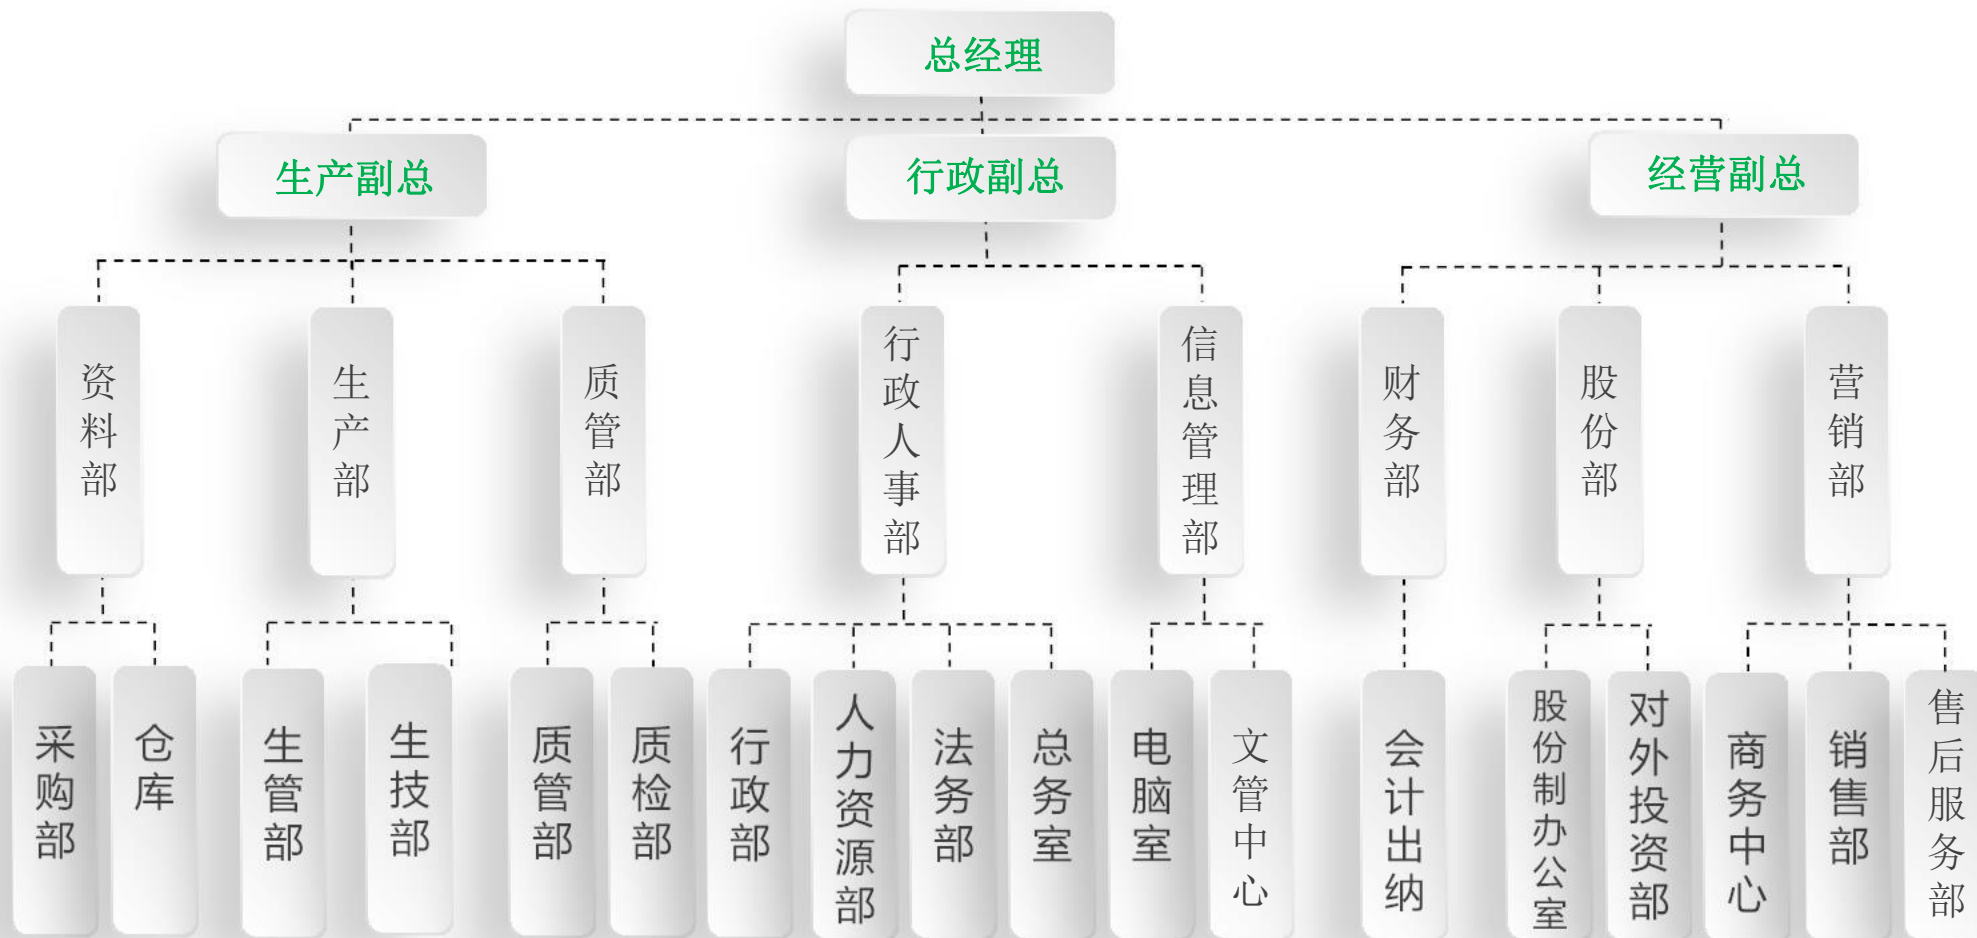 总经理
生产副总
行政副总
经营副总
资料部
生产部
质管部
行政人事部
信息管理部
财务部
股份部
营销部
采购部
仓库
生管部
生技部
质管部
质检部
行政部
人力资源部
法务部
总务室
电脑室
文管中心
会计出纳
股份制办公室
对外投资部
商务中心
销售部
售后服务部